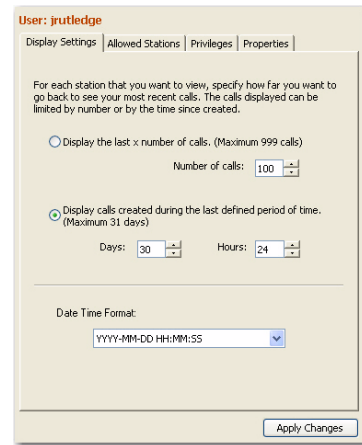 User: jrutledge
Display Settings Allowed Stations Privileges Properties
For each station that you want to view, specify how far you want to
go back to see your most recent calls. The calls displayed can be
limited by number or by the time since created.
Display the last x number of calls. (Maximum 999 calls)
Number of calls: 100
Display calls created during the last defined period of time.
(Maximum 31 days)
Days: 30 Hours: 24
Date Time Format:
YYYY-MM-DD HH:MM:SS
Apply Changes